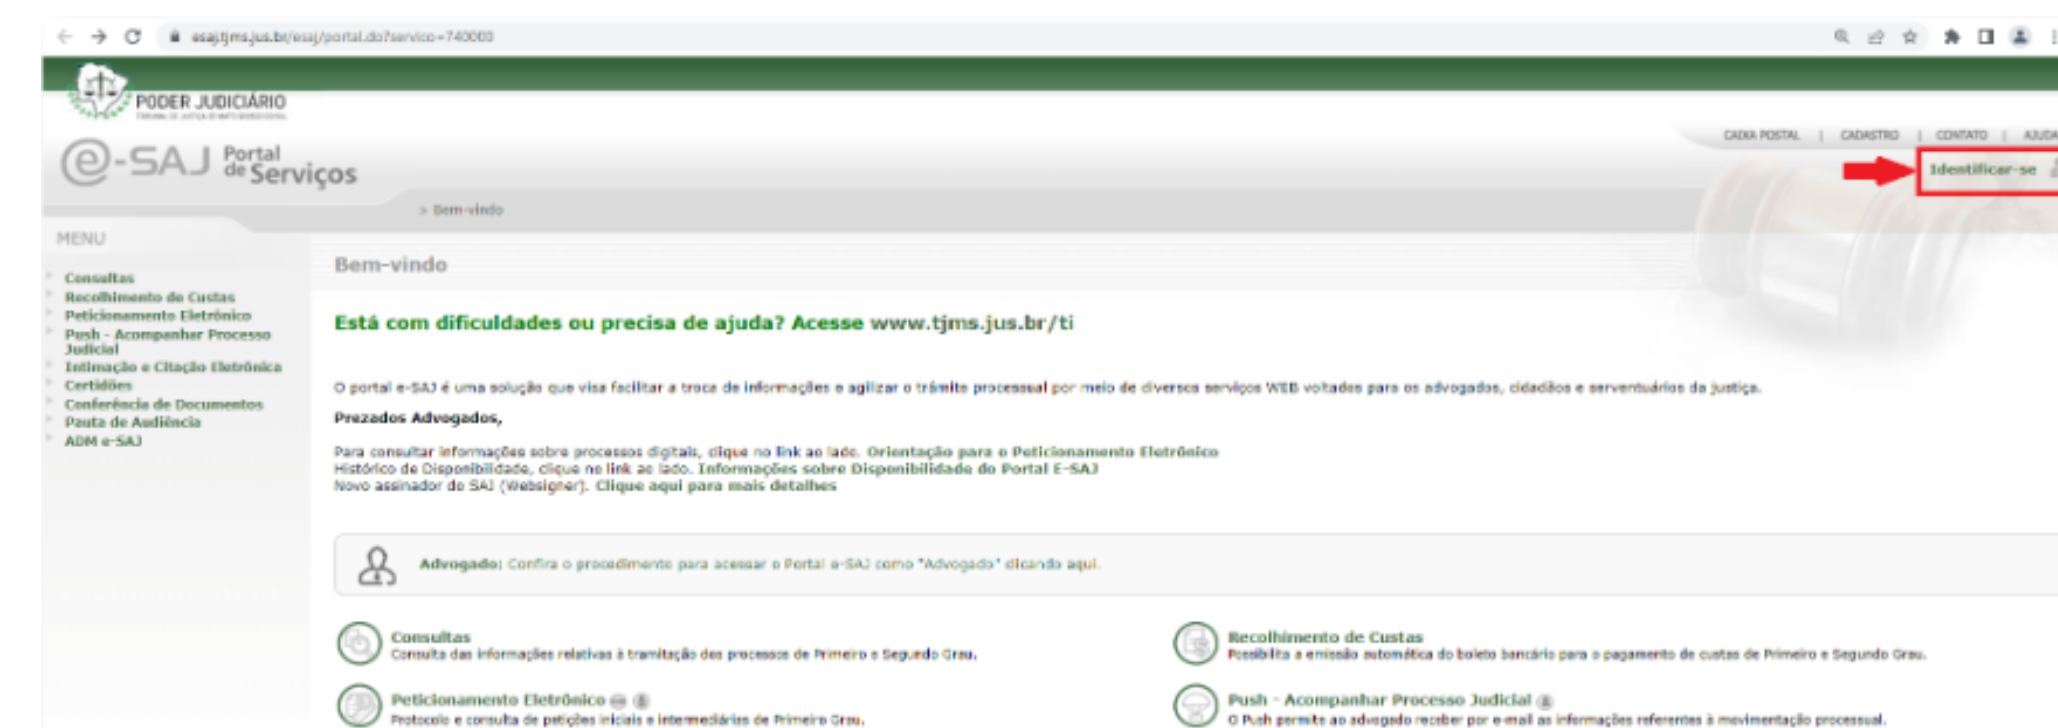 esaj.tjms.jus.br/esaj/portal.do?servico=740000
PODER JUDICIÁRIO
CAIXA POSTAL | CADASTRO | CONTATO | AJUDA
e-SAJ Portal de Serviços
Identificar-se
> Bem-vindo
MENU
Consultas
Recolhimento de Custas
Peticionamento Eletrônico
Push - Acompanhar Processo
Judicial
Intimação e Citação Eletrônica
Certidões
Conferência de Documentos
Pauta de Audiência
ADM e-SAJ
Bem-vindo
Está com dificuldades ou precisa de ajuda? Acesse www.tjms.jus.br/ti
O portal e-SAJ é uma solução que visa facilitar a troca de informações e agilizar o trâmite processual por meio de diversos serviços WEB voltados para os advogados, cidadãos e serventuários da justiça.
Prezados Advogados,
Para consultar informações sobre processos digitais, clique no link ao lado. Orientação para o Peticionamento Eletrônico
Histórico de Disponibilidade, clique no link ao lado. Informações sobre Disponibilidade do Portal E-SAJ
Novo assinador do SAJ (Websigner). Clique aqui para mais detalhes
Advogado: Confira o procedimento para acessar o Portal e-SAJ como "Advogado" clicando aqui.
Consultas
Consulta das informações relativas à tramitação dos processos de Primeiro e Segundo Grau.
Recolhimento de Custas
Possibilita a emissão automática do boleto bancário para o pagamento de custas de Primeiro e Segundo Grau.
Peticionamento Eletrônico
Protocolo e consulta de petições iniciais e intermediárias de Primeiro Grau.
Push - Acompanhar Processo Judicial
O Push permite ao advogado receber por e-mail as informações referentes à movimentação processual.